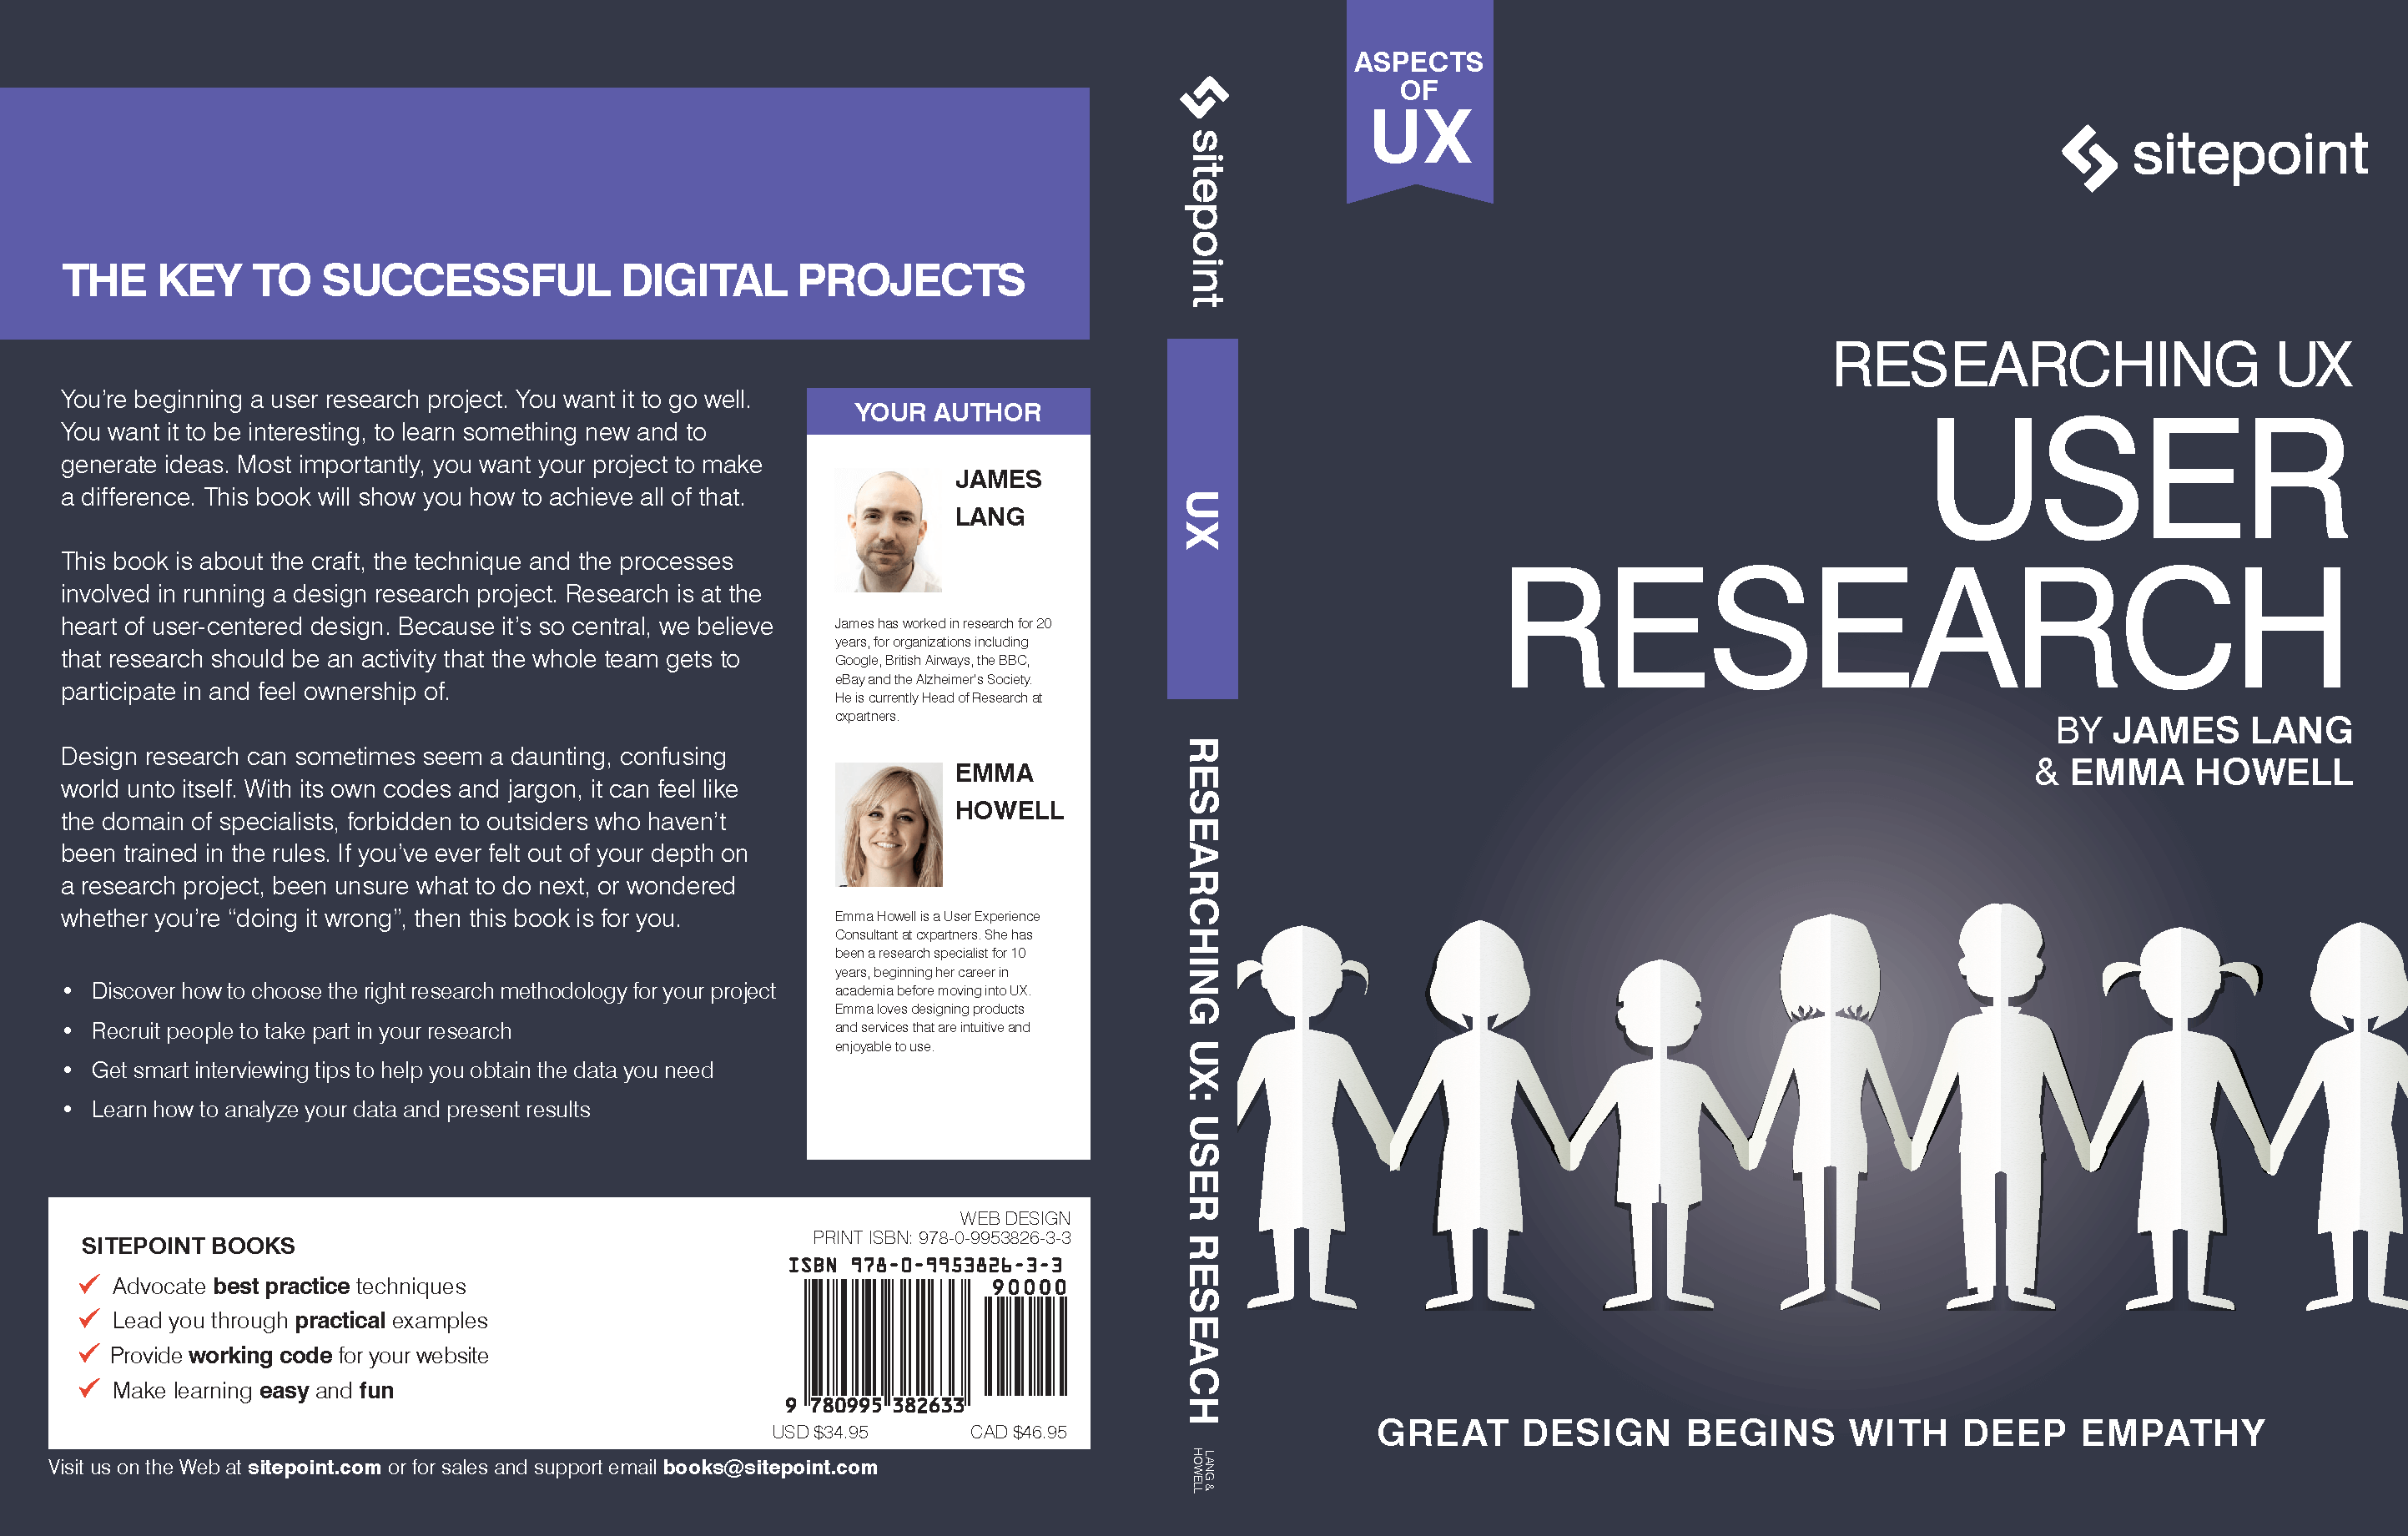 THE KEY TO SUCCESSFUL DIGITAL PROJECTS
You’re beginning a user research project. You want it to go well.
You want it to be interesting, to learn something new and to
generate ideas. Most importantly, you want your project to make
a difference. This book will show you how to achieve all of that.
This book is about the craft, the technique and the processes
involved in running a design research project. Research is at the
heart of user-centered design. Because it’s so central, we believe
that research should be an activity that the whole team gets to
participate in and feel ownership of.
Design research can sometimes seem a daunting, confusing
world unto itself. With its own codes and jargon, it can feel like
the domain of specialists, forbidden to outsiders who haven’t
been trained in the rules. If you’ve ever felt out of your depth on
a research project, been unsure what to do next, or wondered
whether you’re “doing it wrong”, then this book is for you.
• Discover how to choose the right research methodology for your project
• Recruit people to take part in your research
• Get smart interviewing tips to help you obtain the data you need
• Learn how to analyze your data and present results
YOUR AUTHOR
JAMES
LANG
James has worked in research for 20
years, for organizations including
Google, British Airways, the BBC,
eBay and the Alzheimer's Society.
He is currently Head of Research at
cxpartners.
EMMA
HOWELL
Emma Howell is a User Experience
Consultant at cxpartners. She has
been a research specialist for 10
years, beginning her career in
academia before moving into UX.
Emma loves designing products
and services that are intuitive and
enjoyable to use.
SITEPOINT BOOKS
Advocate best practice techniques
Lead you through practical examples
Provide working code for your website
Make learning easy and fun
WEB DESIGN
PRINT ISBN: 978-0-9953826-3-3
ISBN 978-0-9953826-3-3
90000
9 780995 382633
USD $34.95 CAD $46.95
Visit us on the Web at sitepoint.com or for sales and support email books@sitepoint.com
sitepoint
UX
RESEARCHING UX: USER RESEACH
LANG &
HOWELL
ASPECTS
OF
UX
sitepoint
RESEARCHING UX
USER
RESEARCH
BY JAMES LANG
& EMMA HOWELL
GREAT DESIGN BEGINS WITH DEEP EMPATHY